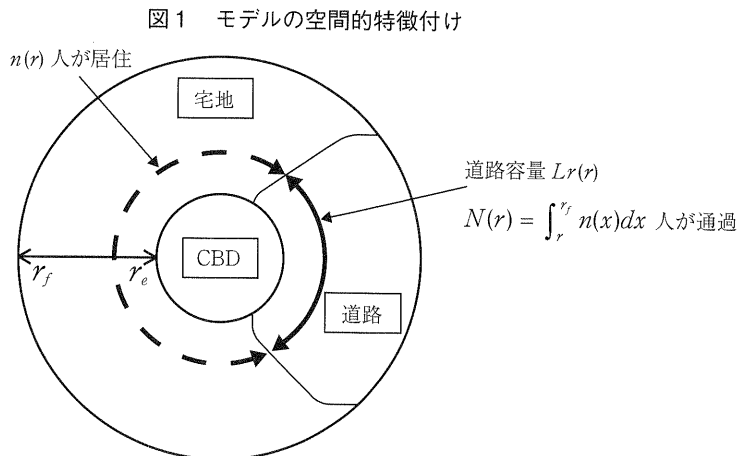 図1 モデルの空間的特徴付け
n(r) 人が居住
宅地
道路容量 Lr(r)
N(r) = ∫_r^{r_f} n(x)dx 人が通過
CBD
r_f
r_e
道路